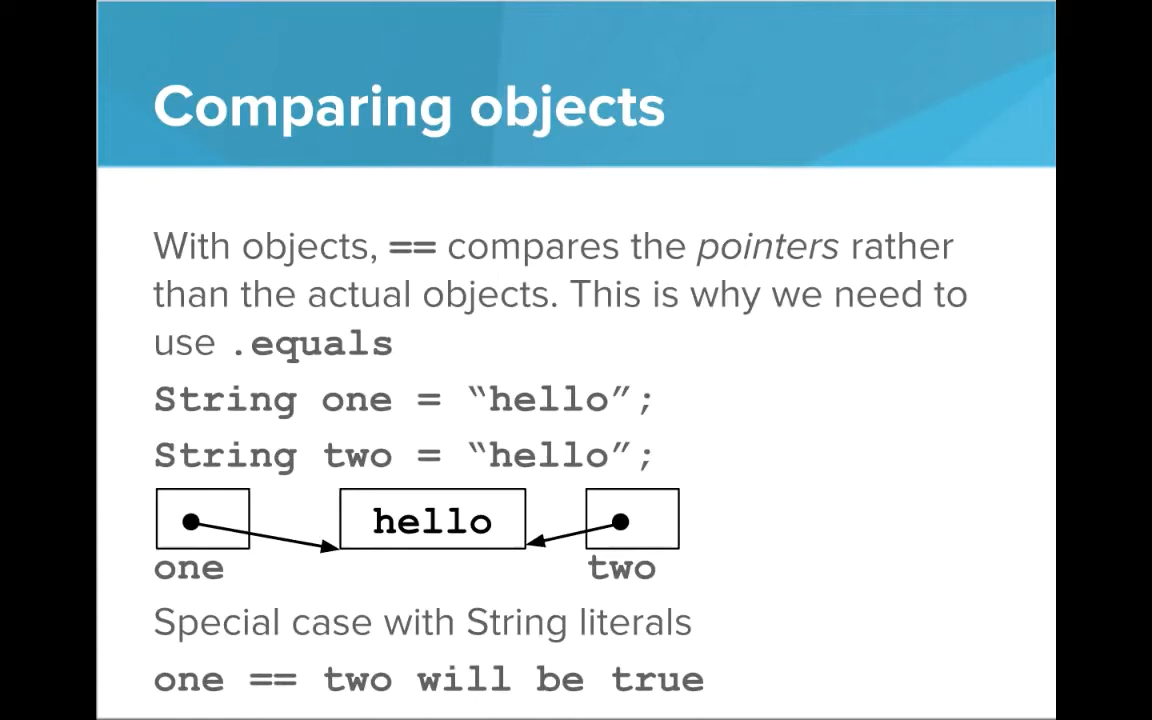 Comparing objects
With objects, == compares the pointers rather
than the actual objects. This is why we need to
use .equals
String one = “hello”;
String two = “hello”;
hello
one two
Special case with String literals
one == two will be true